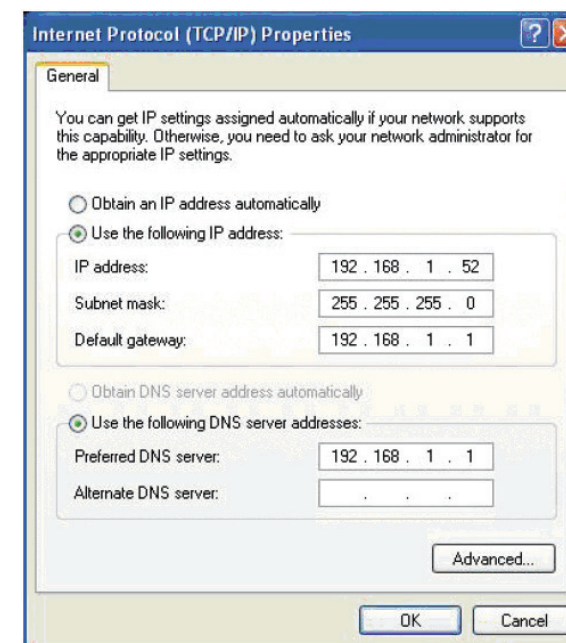 Internet Protocol (TCP/IP) Properties
General
You can get IP settings assigned automatically if your network supports
this capability. Otherwise, you need to ask your network administrator for
the appropriate IP settings.
Obtain an IP address automatically
Use the following IP address:
IP address: 192 . 168 . 1 . 52
Subnet mask: 255 . 255 . 255 . 0
Default gateway: 192 . 168 . 1 . 1
Obtain DNS server address automatically
Use the following DNS server addresses:
Preferred DNS server: 192 . 168 . 1 . 1
Alternate DNS server: . . .
Advanced...
OK Cancel